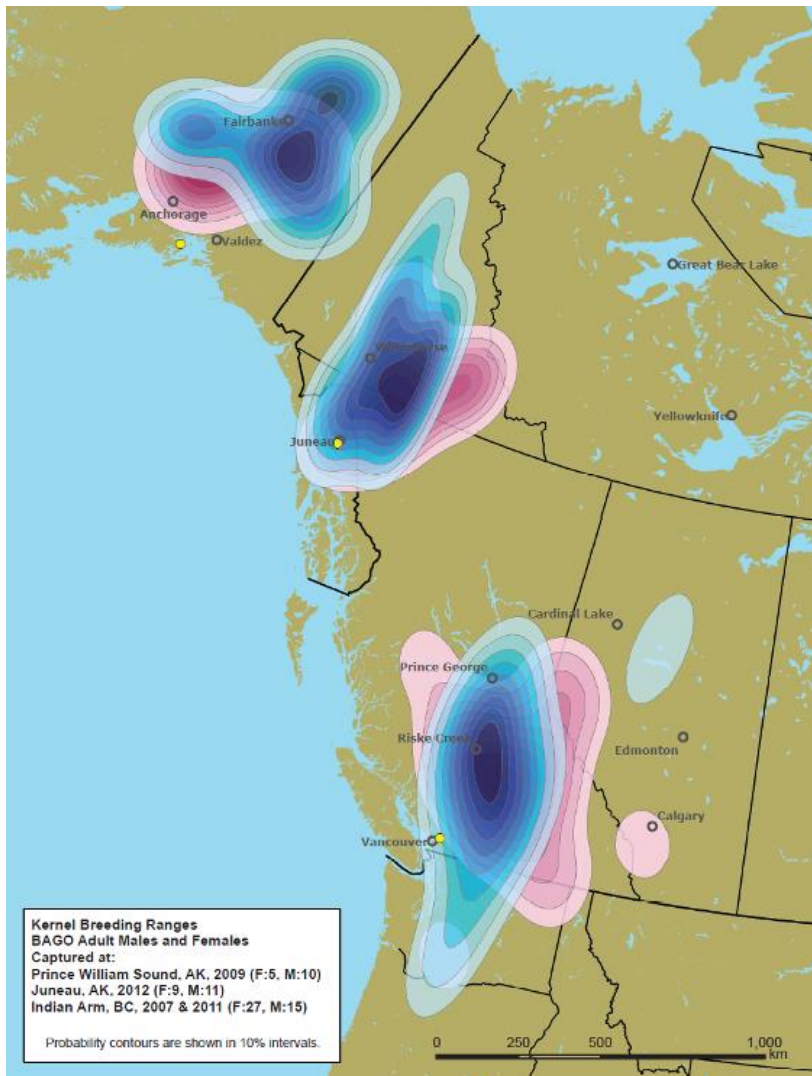 Fairbanks
Anchorage
Valdez
Great Bear Lake
Whitehorse
Yellowknife
Juneau
Cardinal Lake
Prince George
Riske Creek
Edmonton
Calgary
Vancouver
Kernel Breeding Ranges
BAGO Adult Males and Females
Captured at:
Prince William Sound, AK, 2009 (F:5, M:10)
Juneau, AK, 2012 (F:9, M:11)
Indian Arm, BC, 2007 & 2011 (F:27, M:15)
Probability contours are shown in 10% intervals.
0 250 500 1,000
km